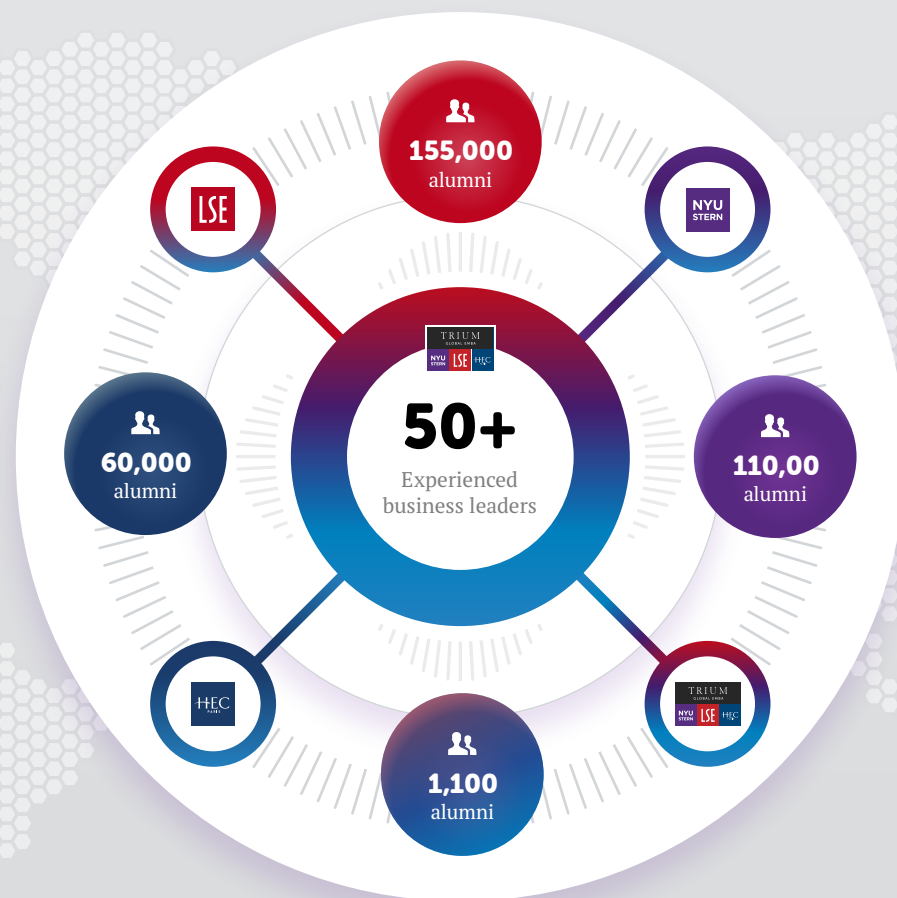 155,000
alumni
LSE
NYU
STERN
TRIUM
GLOBAL EMBA
NYU
STERN
LSE
HEC
50+
Experienced
business leaders
60,000
alumni
110,00
alumni
HEC
PARIS
TRIUM
GLOBAL EMBA
NYU
STERN
LSE
HEC
1,100
alumni